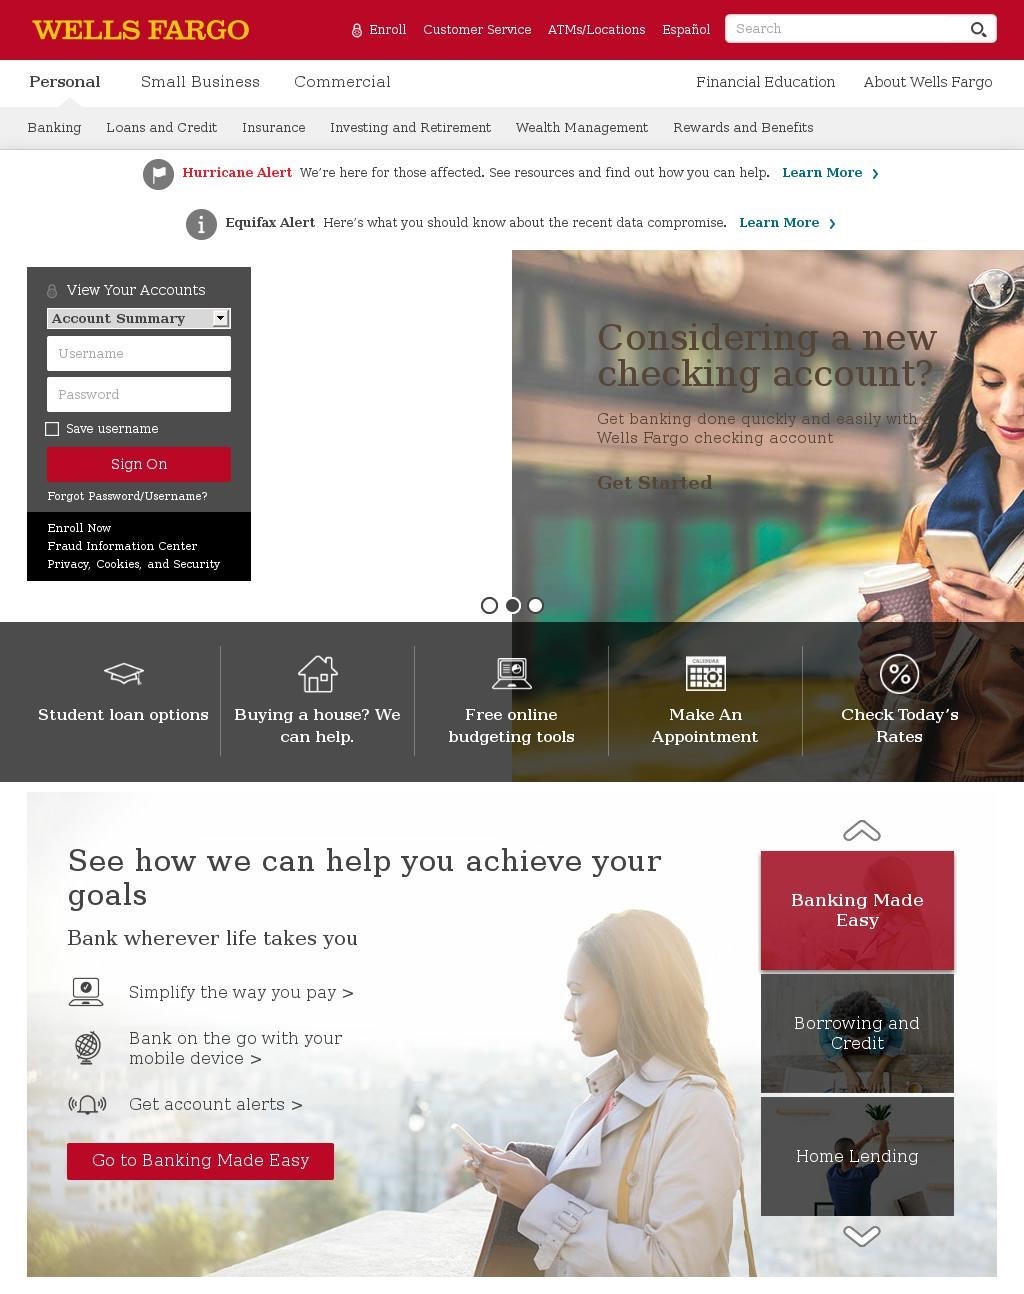 WELLS FARGO
Enroll Customer Service ATMs/Locations Español Search
Personal Small Business Commercial Financial Education About Wells Fargo
Banking Loans and Credit Insurance Investing and Retirement Wealth Management Rewards and Benefits
Hurricane Alert We're here for those affected. See resources and find out how you can help. Learn More
Equifax Alert Here's what you should know about the recent data compromise. Learn More
View Your Accounts
Account Summary
Username
Password
Save username
Sign On
Forgot Password/Username?
Enroll Now
Fraud Information Center
Privacy, Cookies, and Security
Considering a new
checking account?
Get banking done quickly and easily with a
Wells Fargo checking account
Get Started
Student loan options
Buying a house? We
can help.
Free online
budgeting tools
CALENDAR
Make An
Appointment
%
Check Today's
Rates
See how we can help you achieve your
goals
Bank wherever life takes you
Simplify the way you pay >
Bank on the go with your
mobile device >
Get account alerts >
Go to Banking Made Easy
Banking Made
Easy
Borrowing and
Credit
Home Lending